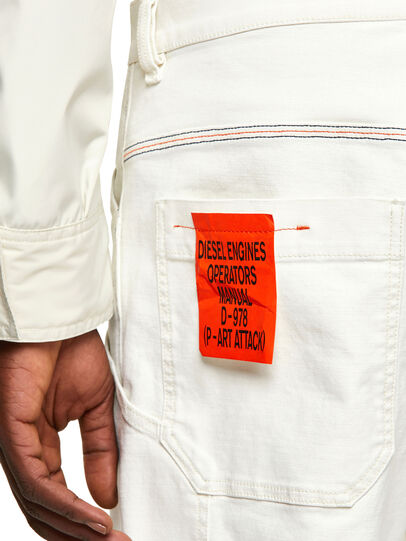 DIESEL ENGINES
OPERATORS
MANUAL
D-978
(P-ART ATTACK)